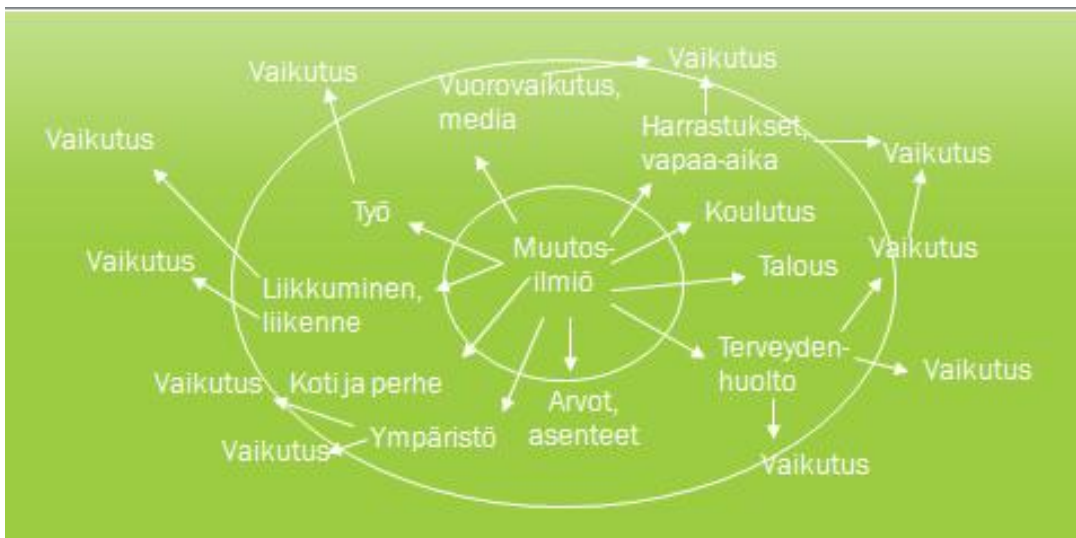 Vaikutus
Vaikutus
Vuorovaikutus,
media
Vaikutus
Harrastukset,
vapaa-aika
Vaikutus
Vaikutus
Työ
Koulutus
Muutos-
ilmiö
Vaikutus
Vaikutus
Talous
Liikkuminen,
liikenne
Terveyden-
huolto
Vaikutus
Vaikutus
Koti ja perhe
Arvot,
asenteet
Ympäristö
Vaikutus
Vaikutus